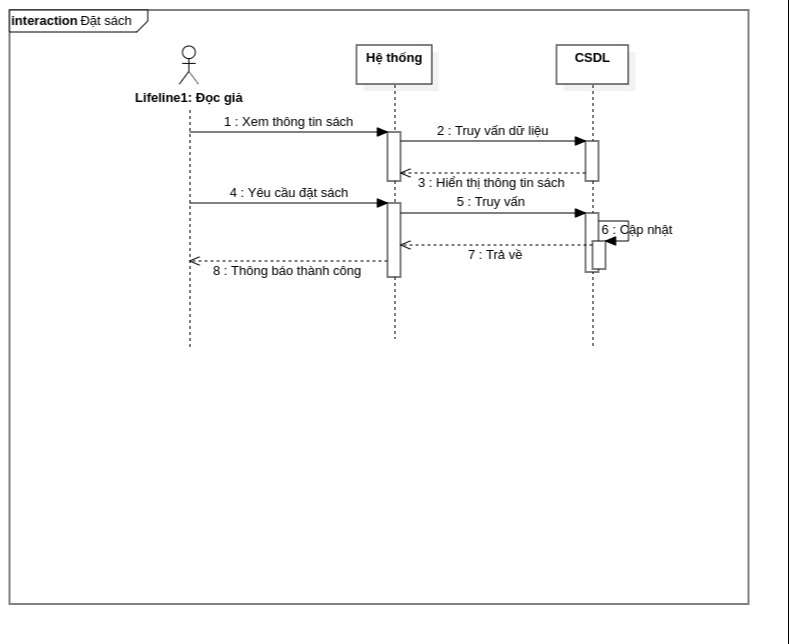 interaction Đặt sách
Hệ thống
CSDL
Lifeline1: Đọc giả
1 : Xem thông tin sách
2 : Truy vấn dữ liệu
3 : Hiển thị thông tin sách
4 : Yêu cầu đặt sách
5 : Truy vấn
6 : Cập nhật
7 : Trả về
8 : Thông báo thành công